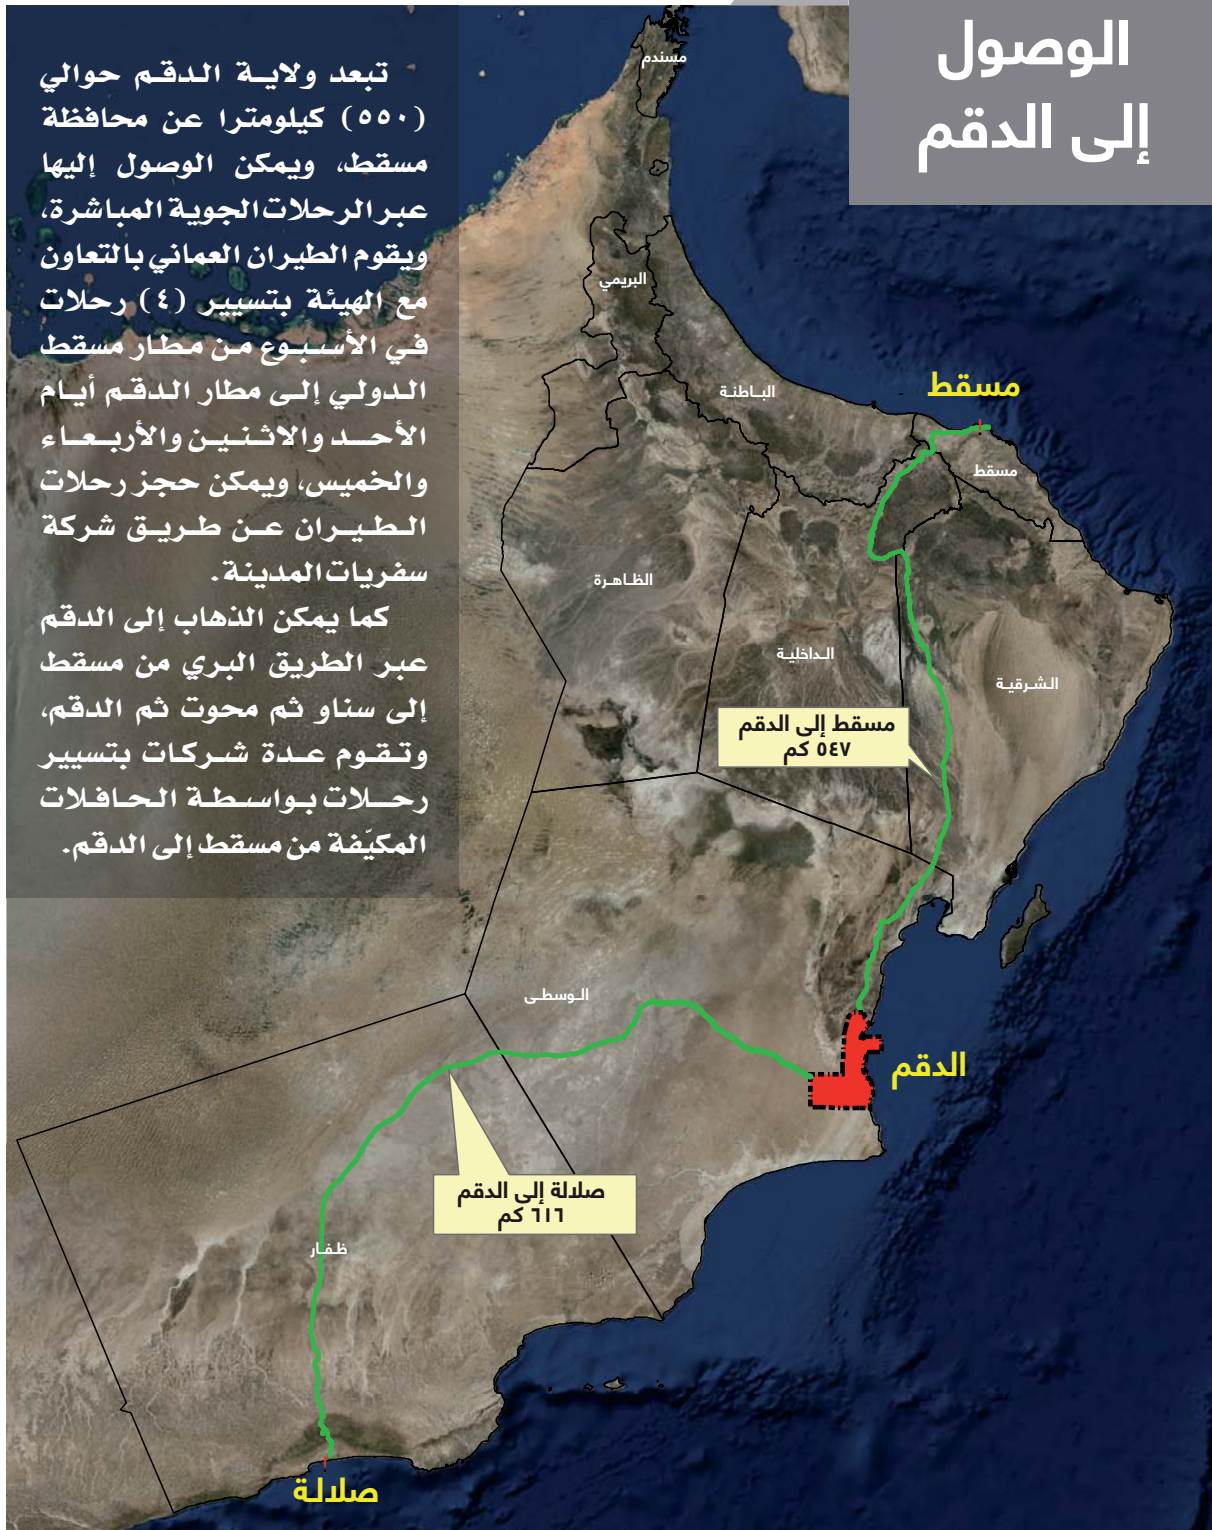 الوصول
إلى الدقم
تبعد ولاية الدقم حوالي
(٥٥٠) كيلومترا عن محافظة
مسقط، ويمكن الوصول إليها
عبر الرحلات الجوية المباشرة،
ويقوم الطيران العماني بالتعاون
مع الهيئة بتسيير (٤) رحلات
في الأسبوع من مطار مسقط
الدولي إلى مطار الدقم أيام
الأحد والاثنين والأربعاء
والخميس، ويمكن حجز رحلات
الطيران عن طريق شركة
سفريات المدينة.
كما يمكن الذهاب إلى الدقم
عبر الطريق البري من مسقط
إلى سناو ثم محوت ثم الدقم،
وتقوم عدة شركات بتسيير
رحلات بواسطة الحافلات
المكيّفة من مسقط إلى الدقم.
مسندم
البريمي
الباطنة
مسقط
مسقط
الظاهرة
الداخلية
الشرقية
مسقط إلى الدقم
٥٤٧ كم
الوسطى
الدقم
صلالة إلى الدقم
٦١٦ كم
ظفار
صلالة